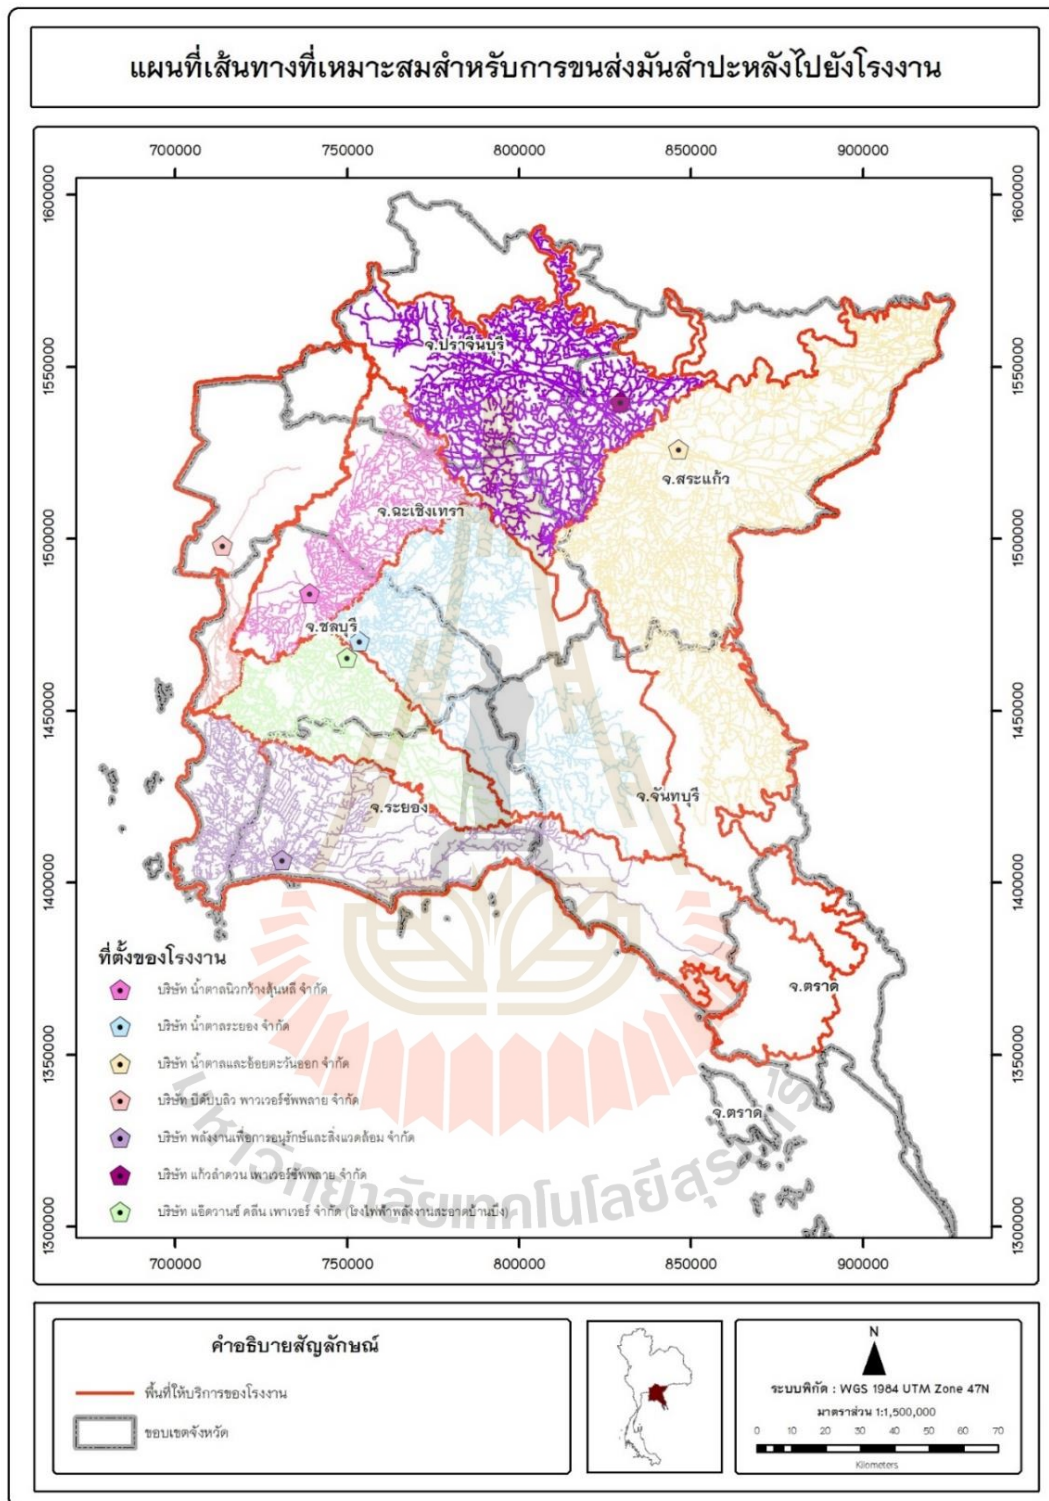 แผนที่เส้นทางที่เหมาะสมสำหรับการขนส่งมันสำปะหลังไปยังโรงงาน
700000 750000 800000 850000 900000
1600000 1600000
1550000 1550000
1500000 1500000
1450000 1450000
1400000 1400000
1350000 1350000
1300000 1300000
จ.ปราจีนบุรี
จ.สระแก้ว
จ.ฉะเชิงเทรา
จ.ชลบุรี
จ.จันทบุรี
จ.ระยอง
จ.ตราด
จ.ตราด
ที่ตั้งของโรงงาน
บริษัท น้ำตาลนิวกว้างสุ้นหลี จำกัด
บริษัท น้ำตาลระยอง จำกัด
บริษัท น้ำตาลและอ้อยตะวันออก จำกัด
บริษัท บีดับบลิว พาวเวอร์ซัพพลาย จำกัด
บริษัท พลังงานเพื่อการอนุรักษ์และสิ่งแวดล้อม จำกัด
บริษัท แก้วลำดวน เพาเวอร์ซัพพลาย จำกัด
บริษัท แอ๊ดวานซ์ คลีน เพาเวอร์ จำกัด (โรงไฟฟ้าพลังงานสะอาดบ้านบึง)
มหาวิทยาลัยเทคโนโลยีสุรนารี
700000 750000 800000 850000 900000
คำอธิบายสัญลักษณ์
พื้นที่ให้บริการของโรงงาน
ขอบเขตจังหวัด
N
ระบบพิกัด : WGS 1984 UTM Zone 47N
มาตราส่วน 1:1,500,000
0 10 20 30 40 50 60 70
Kilometers